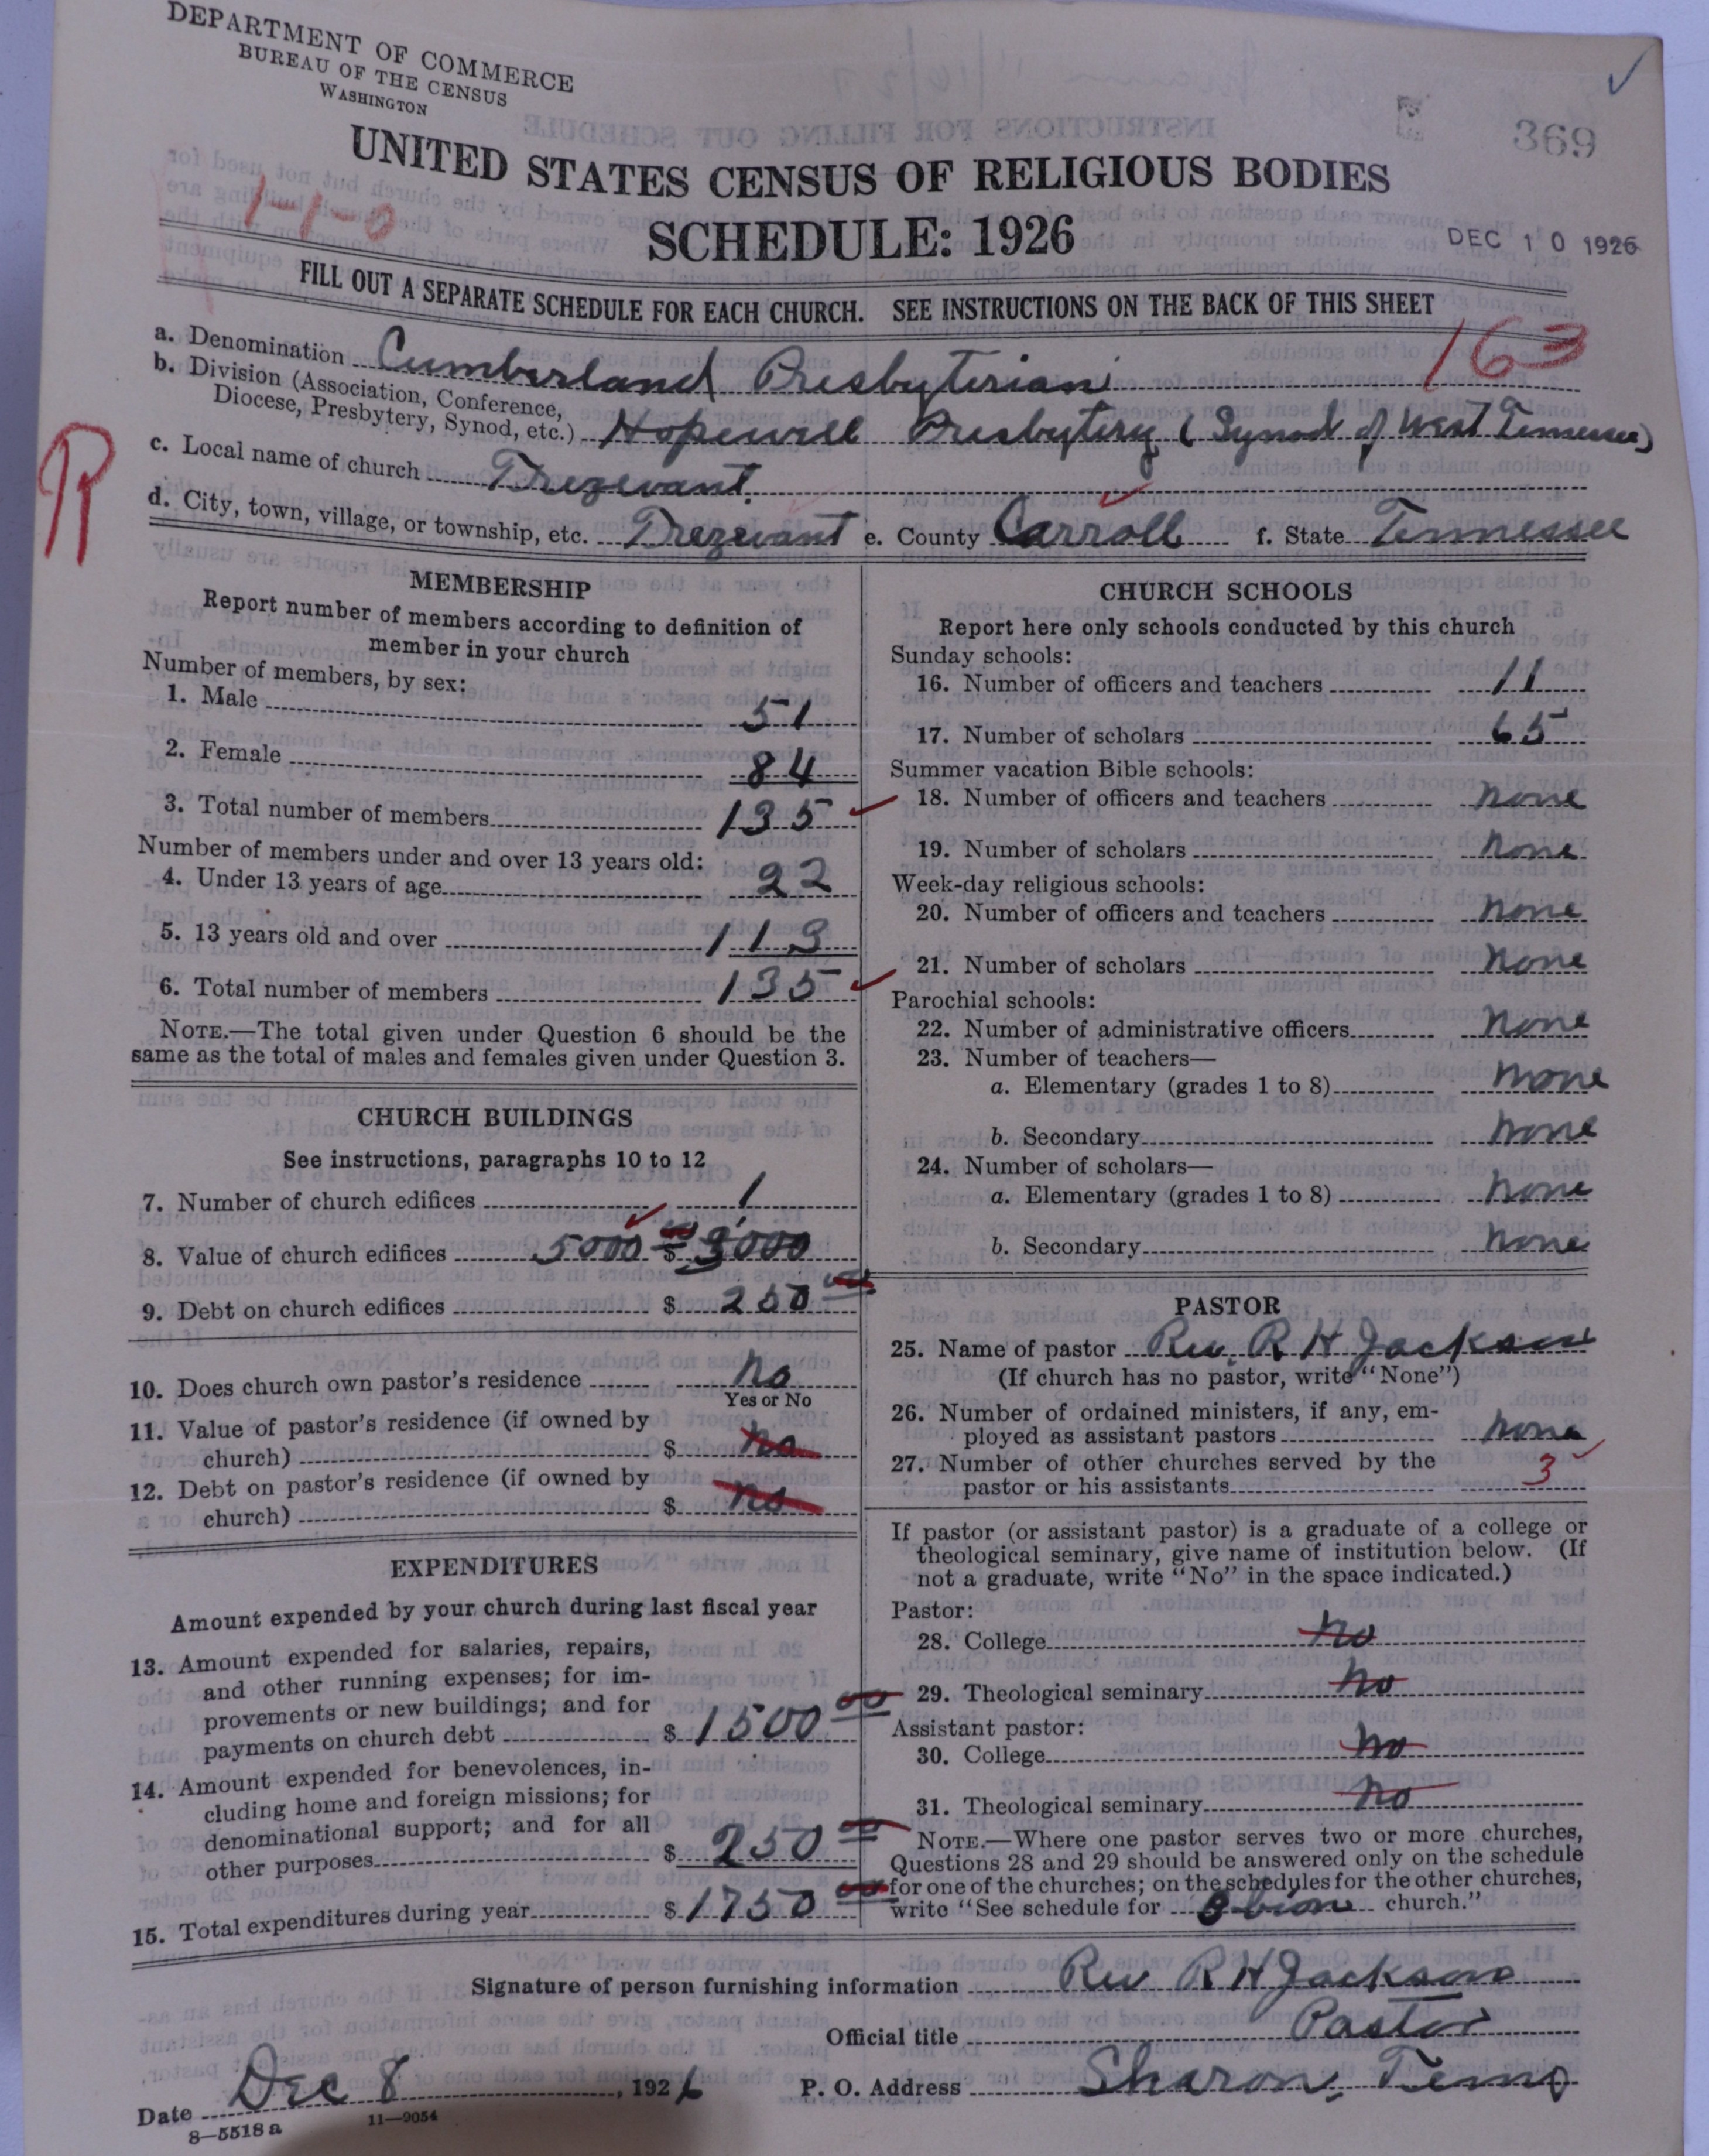 DEPARTMENT OF COMMERCE
BUREAU OF THE CENSUS
WASHINGTON
369
UNITED STATES CENSUS OF RELIGIOUS BODIES
1-1-0
SCHEDULE: 1926
DEC 10 1926
FILL OUT A SEPARATE SCHEDULE FOR EACH CHURCH. SEE INSTRUCTIONS ON THE BACK OF THIS SHEET
163
a. Denomination Cumberland Presbyterian
b. Division (Association, Conference,
Diocese, Presbytery, Synod, etc.) Hopewell Presbytery (Synod of West Tennessee)
c. Local name of church Trezevant
d. City, town, village, or township, etc. Trezevant e. County Carroll f. State Tennessee
MEMBERSHIP
Report number of members according to definition of
member in your church
Number of members, by sex:
1. Male 51
2. Female 84
3. Total number of members 135
Number of members under and over 13 years old:
4. Under 13 years of age 22
5. 13 years old and over 113
6. Total number of members 135
NOTE.—The total given under Question 6 should be the
same as the total of males and females given under Question 3.
CHURCH BUILDINGS
See instructions, paragraphs 10 to 12
7. Number of church edifices 1
8. Value of church edifices 5000 $ 5000
9. Debt on church edifices $ 250 00
10. Does church own pastor's residence No
Yes or No
11. Value of pastor's residence (if owned by
church) $ no
12. Debt on pastor's residence (if owned by
church) $ no
EXPENDITURES
Amount expended by your church during last fiscal year
13. Amount expended for salaries, repairs,
and other running expenses; for im-
provements or new buildings; and for
payments on church debt $ 1500 00
14. Amount expended for benevolences, in-
cluding home and foreign missions; for
denominational support; and for all
other purposes $ 250 00
15. Total expenditures during year $ 1750 00
CHURCH SCHOOLS
Report here only schools conducted by this church
Sunday schools:
16. Number of officers and teachers 11
17. Number of scholars 65
Summer vacation Bible schools:
18. Number of officers and teachers none
19. Number of scholars none
Week-day religious schools:
20. Number of officers and teachers none
21. Number of scholars none
Parochial schools:
22. Number of administrative officers none
23. Number of teachers—
a. Elementary (grades 1 to 8) none
b. Secondary none
24. Number of scholars—
a. Elementary (grades 1 to 8) none
b. Secondary none
PASTOR
25. Name of pastor Rev. R H Jackson
(If church has no pastor, write "None")
26. Number of ordained ministers, if any, em-
ployed as assistant pastors none
27. Number of other churches served by the
pastor or his assistants 3
If pastor (or assistant pastor) is a graduate of a college or
theological seminary, give name of institution below. (If
not a graduate, write "No" in the space indicated.)
Pastor:
28. College no
29. Theological seminary no
Assistant pastor:
30. College no
31. Theological seminary no
NOTE.—Where one pastor serves two or more churches,
Questions 28 and 29 should be answered only on the schedule
for one of the churches; on the schedules for the other churches,
write "See schedule for Obion church."
Signature of person furnishing information Rev R H Jackson
Official title Pastor
Date Dec 8, 1926 P. O. Address Sharon, Tenn
8—5518 a 11—9054